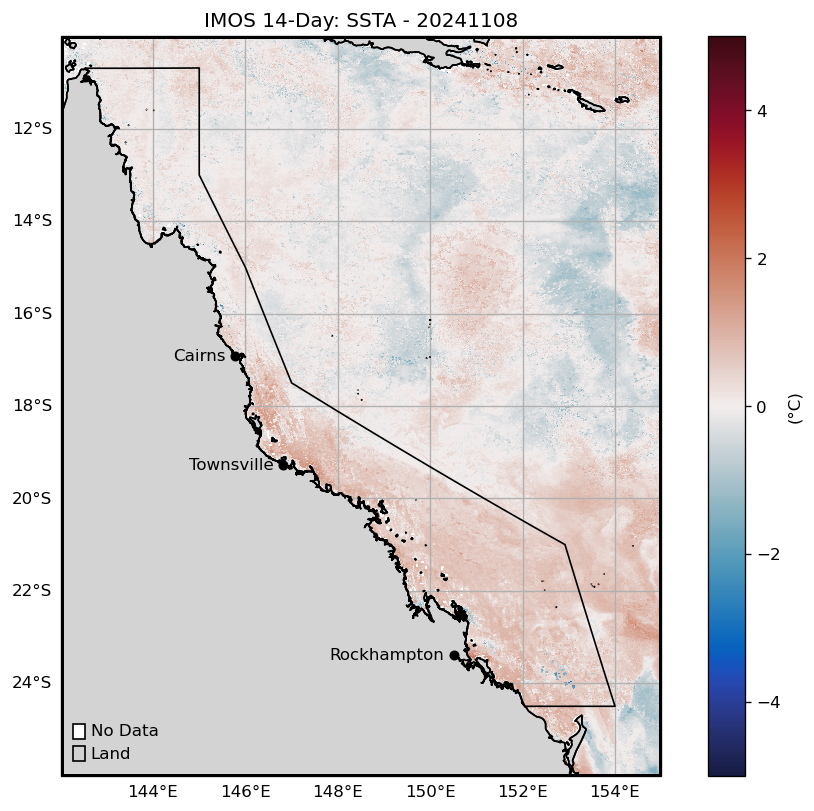 IMOS 14-Day: SSTA - 20241108
12°S
14°S
16°S
18°S
20°S
22°S
24°S
Cairns
Townsville
Rockhampton
No Data
Land
144°E 146°E 148°E 150°E 152°E 154°E
4
2
0
−2
−4
(°C)